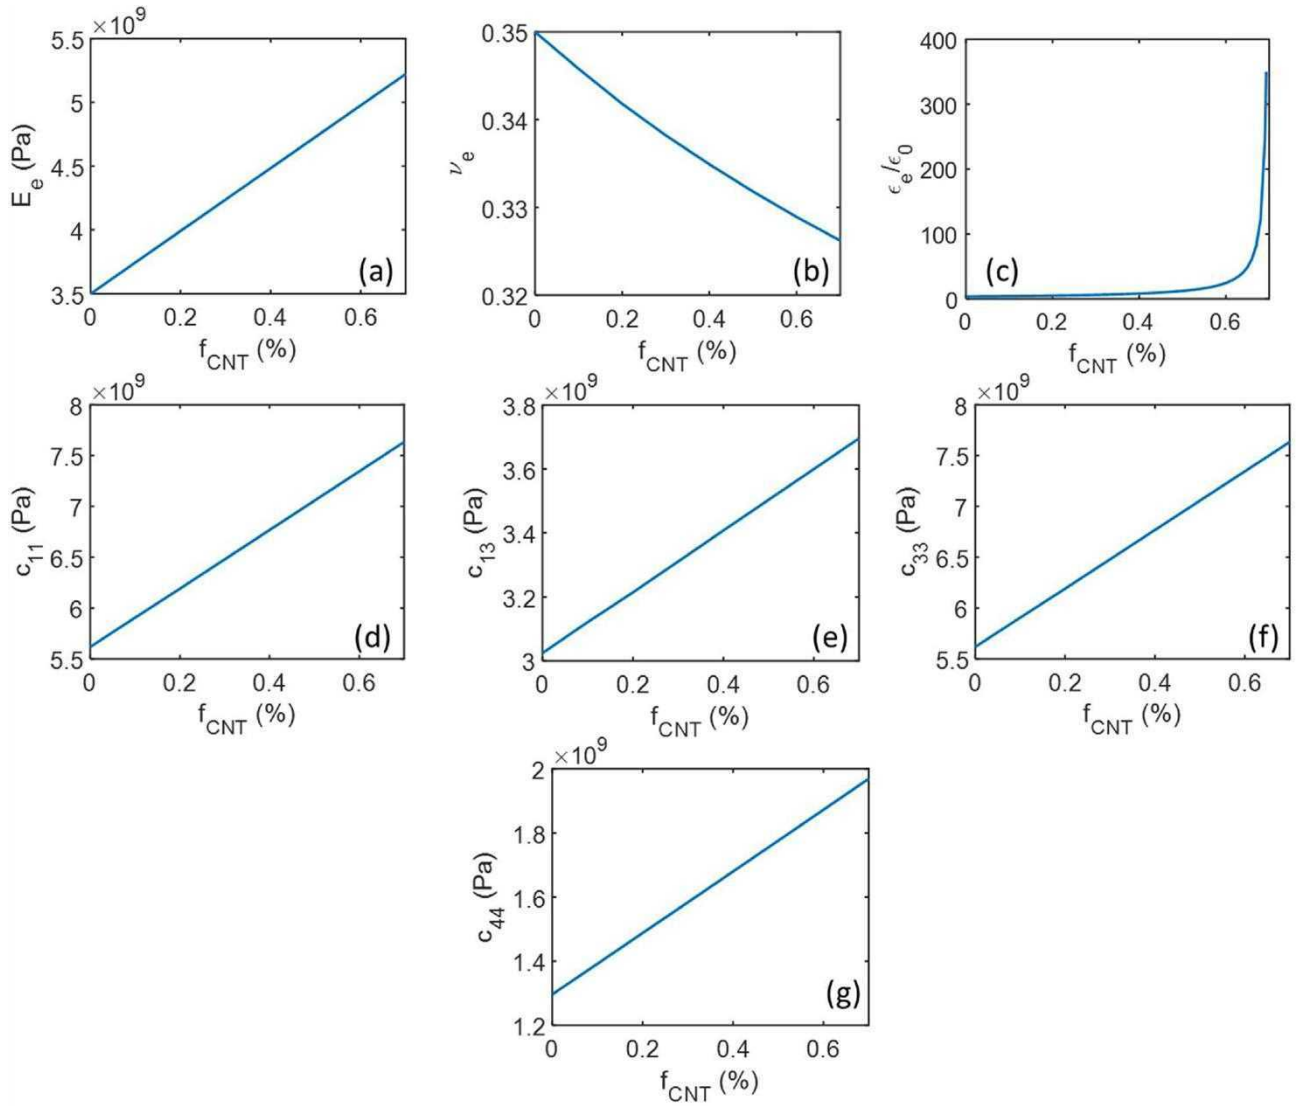 ×10⁹
5.5
5
4.5
4
3.5
0 0.2 0.4 0.6
E_e (Pa)
f_CNT (%)
(a)
0.35
0.34
0.33
0.32
0 0.2 0.4 0.6
ν_e
f_CNT (%)
(b)
400
300
200
100
0
0 0.2 0.4 0.6
ϵ_e/ϵ_0
f_CNT (%)
(c)
×10⁹
8
7.5
7
6.5
6
5.5
0 0.2 0.4 0.6
c_11 (Pa)
f_CNT (%)
(d)
×10⁹
3.8
3.6
3.4
3.2
3
0 0.2 0.4 0.6
c_13 (Pa)
f_CNT (%)
(e)
×10⁹
8
7.5
7
6.5
6
5.5
0 0.2 0.4 0.6
c_33 (Pa)
f_CNT (%)
(f)
×10⁹
2
1.8
1.6
1.4
1.2
0 0.2 0.4 0.6
c_44 (Pa)
f_CNT (%)
(g)